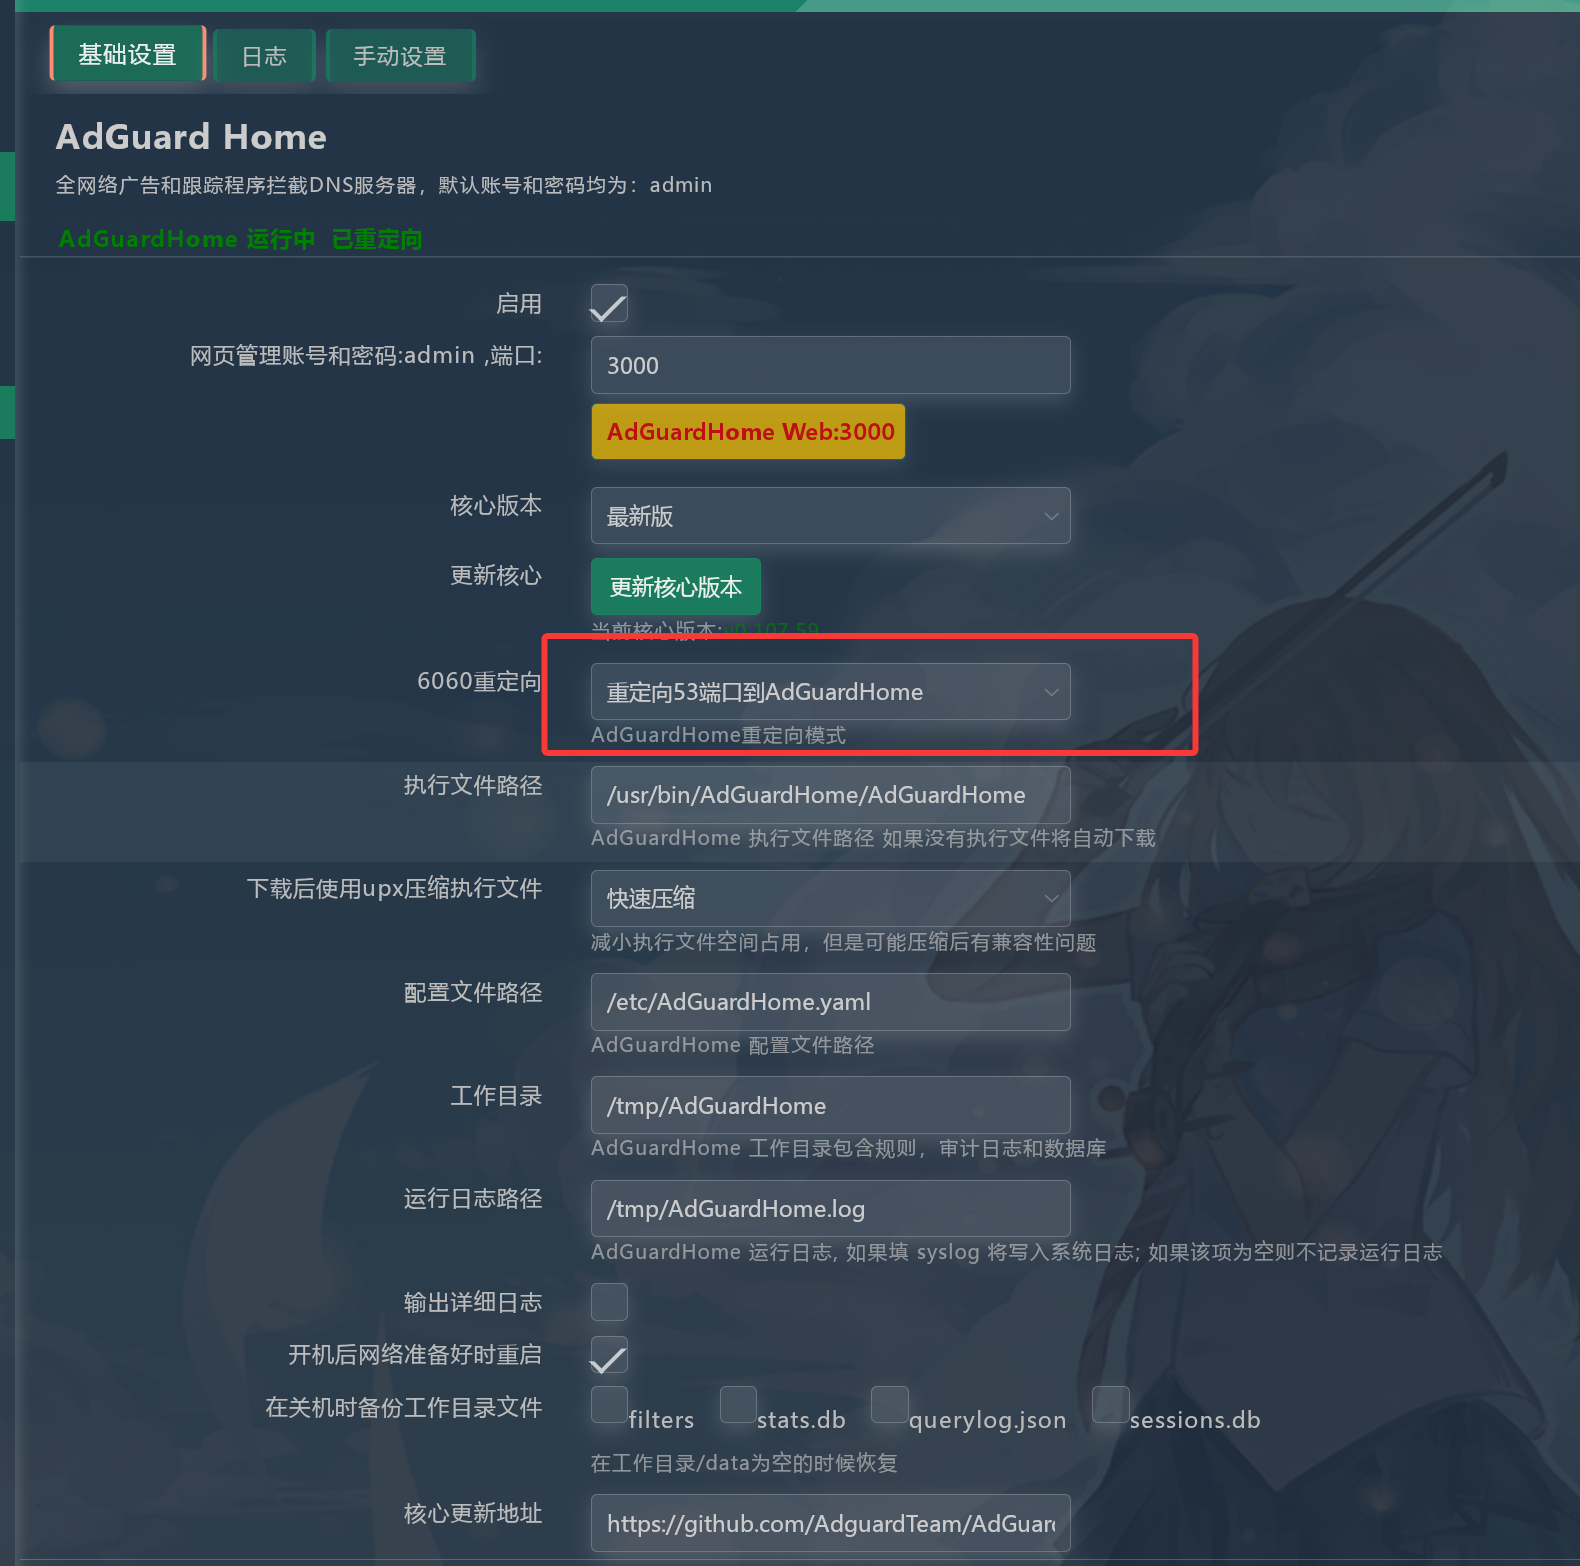 基础设置 日志 手动设置
AdGuard Home
全网络广告和跟踪程序拦截DNS服务器，默认账号和密码均为：admin
AdGuardHome 运行中 已重定向
启用
网页管理账号和密码:admin ,端口: 3000
AdGuardHome Web:3000
核心版本 最新版
更新核心 更新核心版本
当前核心版本:v0.107.59
6060重定向 重定向53端口到AdGuardHome
AdGuardHome重定向模式
执行文件路径 /usr/bin/AdGuardHome/AdGuardHome
AdGuardHome 执行文件路径 如果没有执行文件将自动下载
下载后使用upx压缩执行文件 快速压缩
减小执行文件空间占用，但是可能压缩后有兼容性问题
配置文件路径 /etc/AdGuardHome.yaml
AdGuardHome 配置文件路径
工作目录 /tmp/AdGuardHome
AdGuardHome 工作目录包含规则，审计日志和数据库
运行日志路径 /tmp/AdGuardHome.log
AdGuardHome 运行日志, 如果填 syslog 将写入系统日志; 如果该项为空则不记录运行日志
输出详细日志
开机后网络准备好时重启
在关机时备份工作目录文件 filters stats.db querylog.json sessions.db
在工作目录/data为空的时候恢复
核心更新地址 https://github.com/AdguardTeam/AdGuar